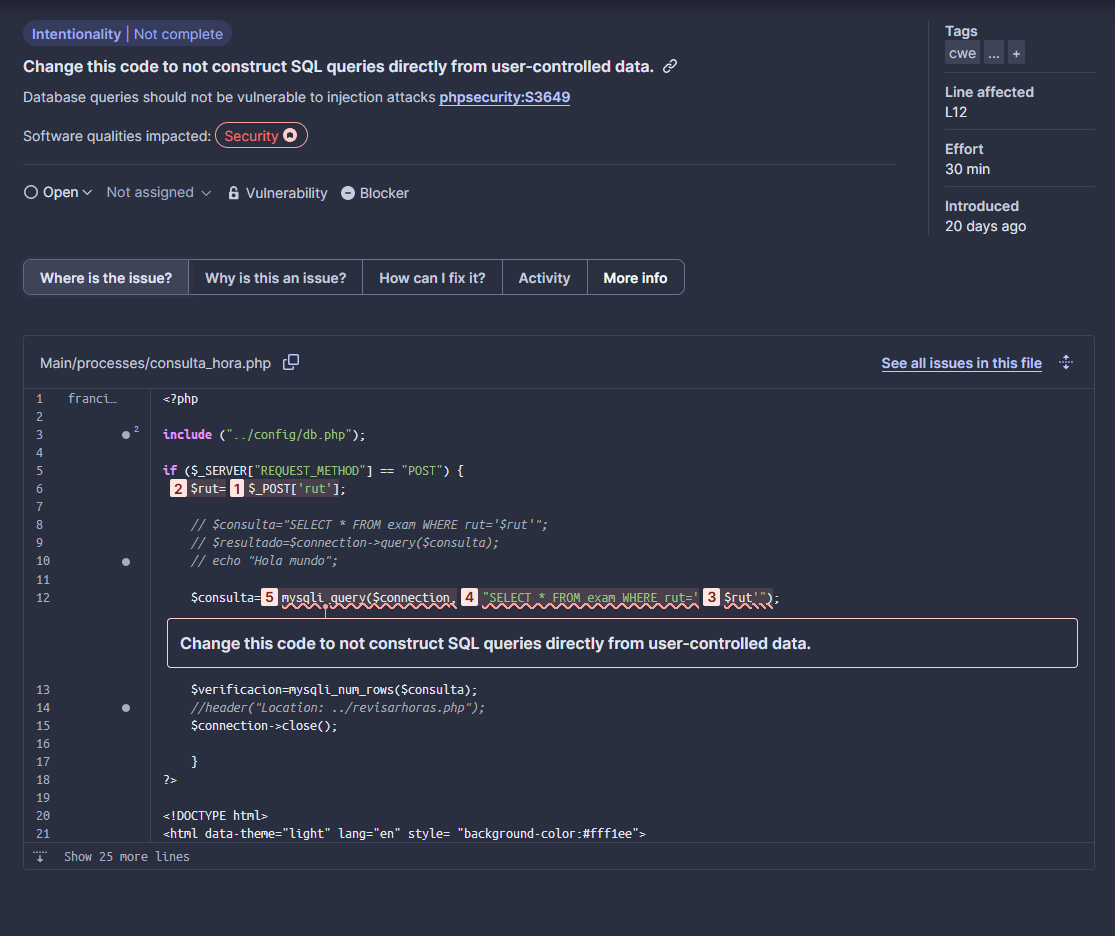 Intentionality | Not complete
Change this code to not construct SQL queries directly from user-controlled data.
Database queries should not be vulnerable to injection attacks phpsecurity:S3649
Software qualities impacted: Security
Open Not assigned Vulnerability Blocker
Tags
cwe ... +
Line affected
L12
Effort
30 min
Introduced
20 days ago
Where is the issue? Why is this an issue? How can I fix it? Activity More info
Main/processes/consulta_hora.php See all issues in this file
1 franci… <?php
2
3 2 include ("../config/db.php");
4
5 if ($_SERVER["REQUEST_METHOD"] == "POST") {
6 2 $rut= 1 $_POST['rut'];
7
8 // $consulta="SELECT * FROM exam WHERE rut='$rut'";
9 // $resultado=$connection->query($consulta);
10 // echo "Hola mundo";
11
12 $consulta= 5 mysqli_query($connection, 4 "SELECT * FROM exam WHERE rut=' 3 $rut'");
Change this code to not construct SQL queries directly from user-controlled data.
13 $verificacion=mysqli_num_rows($consulta);
14 //header("Location: ../revisarhoras.php");
15 $connection->close();
16
17 }
18 ?>
19
20 <!DOCTYPE html>
21 <html data-theme="light" lang="en" style= "background-color:#fff1ee">
Show 25 more lines